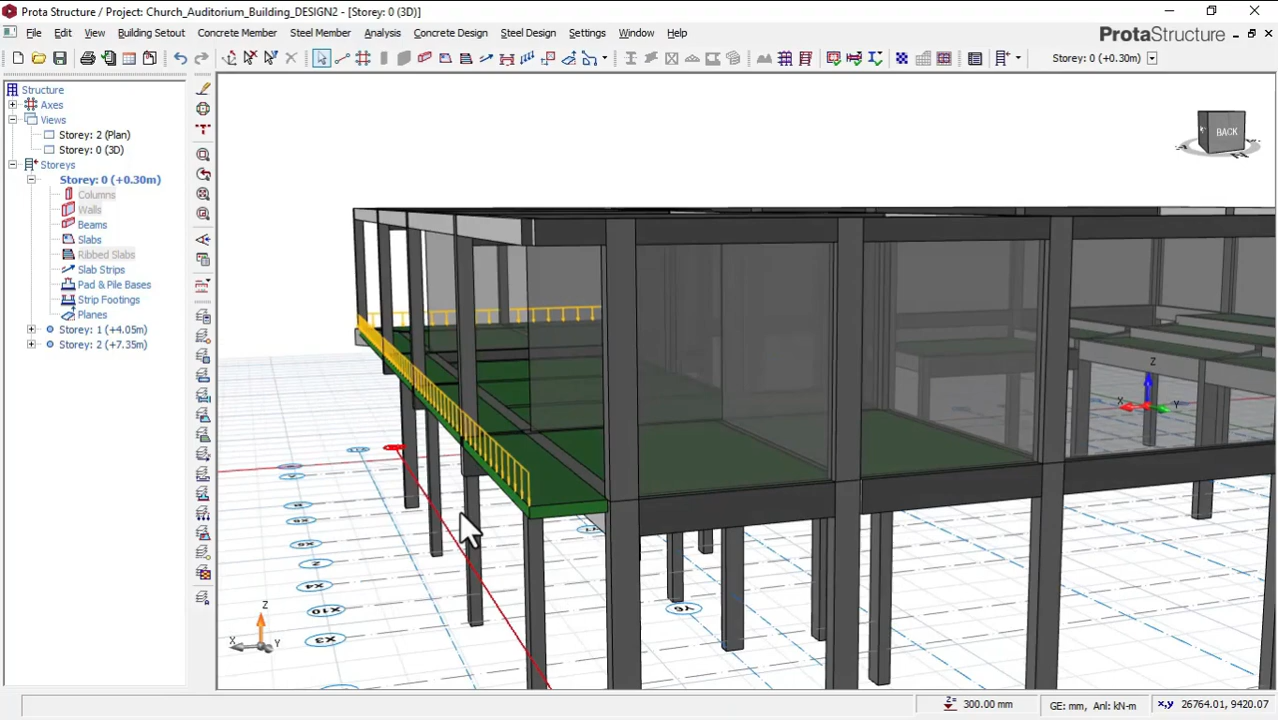 Prota Structure / Project: Church_Auditorium_Building_DESIGN2 - [Storey: 0 (3D)]
File Edit View Building Setout Concrete Member Steel Member Analysis Concrete Design Steel Design Settings Window Help
ProtaStructure
Storey: 0 (+0.30m)
Structure
Axes
Views
Storey: 2 (Plan)
Storey: 0 (3D)
Storeys
Storey: 0 (+0.30m)
Columns
Walls
Beams
Slabs
Ribbed Slabs
Slab Strips
Pad & Pile Bases
Strip Footings
Planes
Storey: 1 (+4.05m)
Storey: 2 (+7.35m)
BACK
Z
X
Y
Y6
X4
X10
X3
Z
X
Y
Z=
300.00 mm
GE: mm, Anl: kN-m
x,y
26764.01, 9420.07